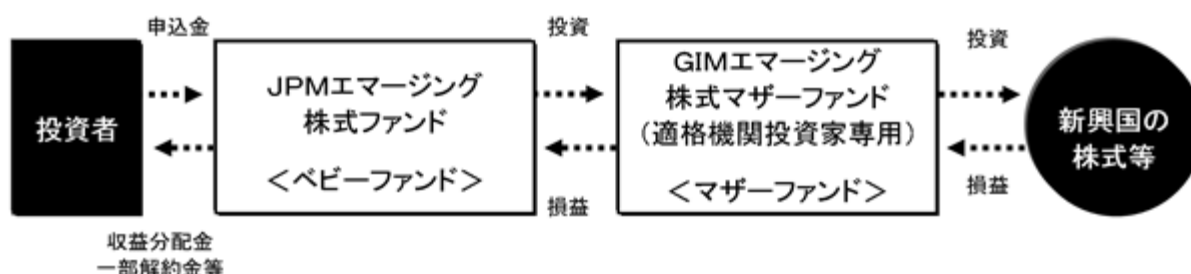 申込金
投資者
収益分配金
一部解約金等
JPMエマージング
株式ファンド
<ベビーファンド>
投資
損益
GIMエマージング
株式マザーファンド
(適格機関投資家専用)
<マザーファンド>
投資
損益
新興国の
株式等